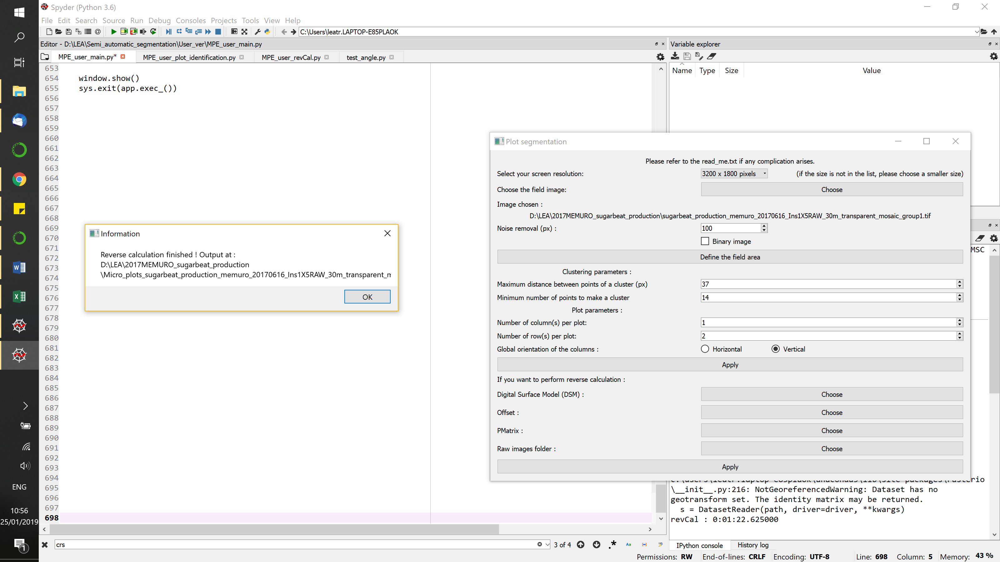 Spyder (Python 3.6)
File Edit Search Source Run Debug Consoles Projects Tools View Help
C:\Users\leatr.LAPTOP-E85PLAOK
Editor - D:\LEA\Semi_automatic_segmentation\User_ver\MPE_user_main.py
MPE_user_main.py* MPE_user_plot_identification.py MPE_user_revCal.py test_angle.py
653
654 window.show()
655 sys.exit(app.exec_())
656
657
658
659
660
661
662
663
664
665
666
667
668
669
670
671
672
673
674
675
676
677
678
679
680
681
682
683
684
685
686
687
688
689
690
691
692
693
694
695
696
697
698
Information
Reverse calculation finished ! Output at :
D:\LEA\2017MEMURO_sugarbeat_production
\Micro_plots_sugarbeat_production_memuro_20170616_Ins1X5RAW_30m_transparent_m
OK
Variable explorer
Name Type Size Value
Plot segmentation
Please refer to the read_me.txt if any complication arises.
Select your screen resolution: 3200 x 1800 pixels (if the size is not in the list, please choose a smaller size)
Choose the field image: Choose
Image chosen :
D:\LEA\2017MEMURO_sugarbeat_production\sugarbeat_production_memuro_20170616_Ins1X5RAW_30m_transparent_mosaic_group1.tif
Noise removal (px) : 100
Binary image
Define the field area
Clustering parameters :
Maximum distance between points of a cluster (px) 37
Minimum number of points to make a cluster 14
Plot parameters :
Number of column(s) per plot: 1
Number of row(s) per plot: 2
Global orientation of the columns : Horizontal Vertical
Apply
If you want to perform reverse calculation :
Digital Surface Model (DSM) : Choose
Offset : Choose
PMatrix : Choose
Raw images folder : Choose
Apply
MSC
\__init__.py:216: NotGeoreferencedWarning: Dataset has no
geotransform set. The identity matrix may be returned.
s = DatasetReader(path, driver=driver, **kwargs)
revCal : 0:01:22.625000
IPython console History log
crs 3 of 4 .* Aa
Permissions: RW End-of-lines: CRLF Encoding: UTF-8 Line: 698 Column: 5 Memory: 43 %
ENG
10:56
25/01/2019
1